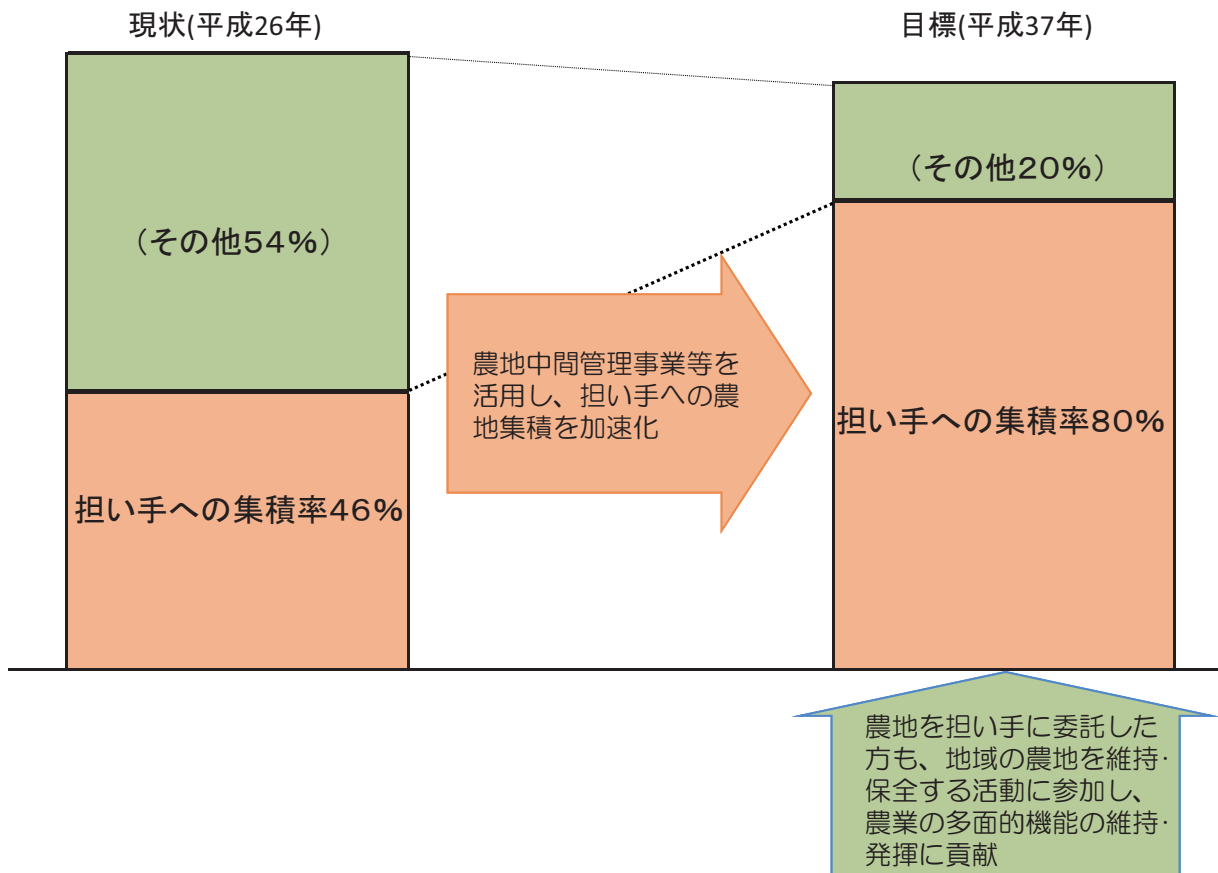 現状(平成26年)
目標(平成37年)
(その他54%)
(その他20%)
農地中間管理事業等を
活用し、担い手への農
地集積を加速化
担い手への集積率46%
担い手への集積率80%
農地を担い手に委託した
方も、地域の農地を維持・
保全する活動に参加し、
農業の多面的機能の維持・
発揮に貢献